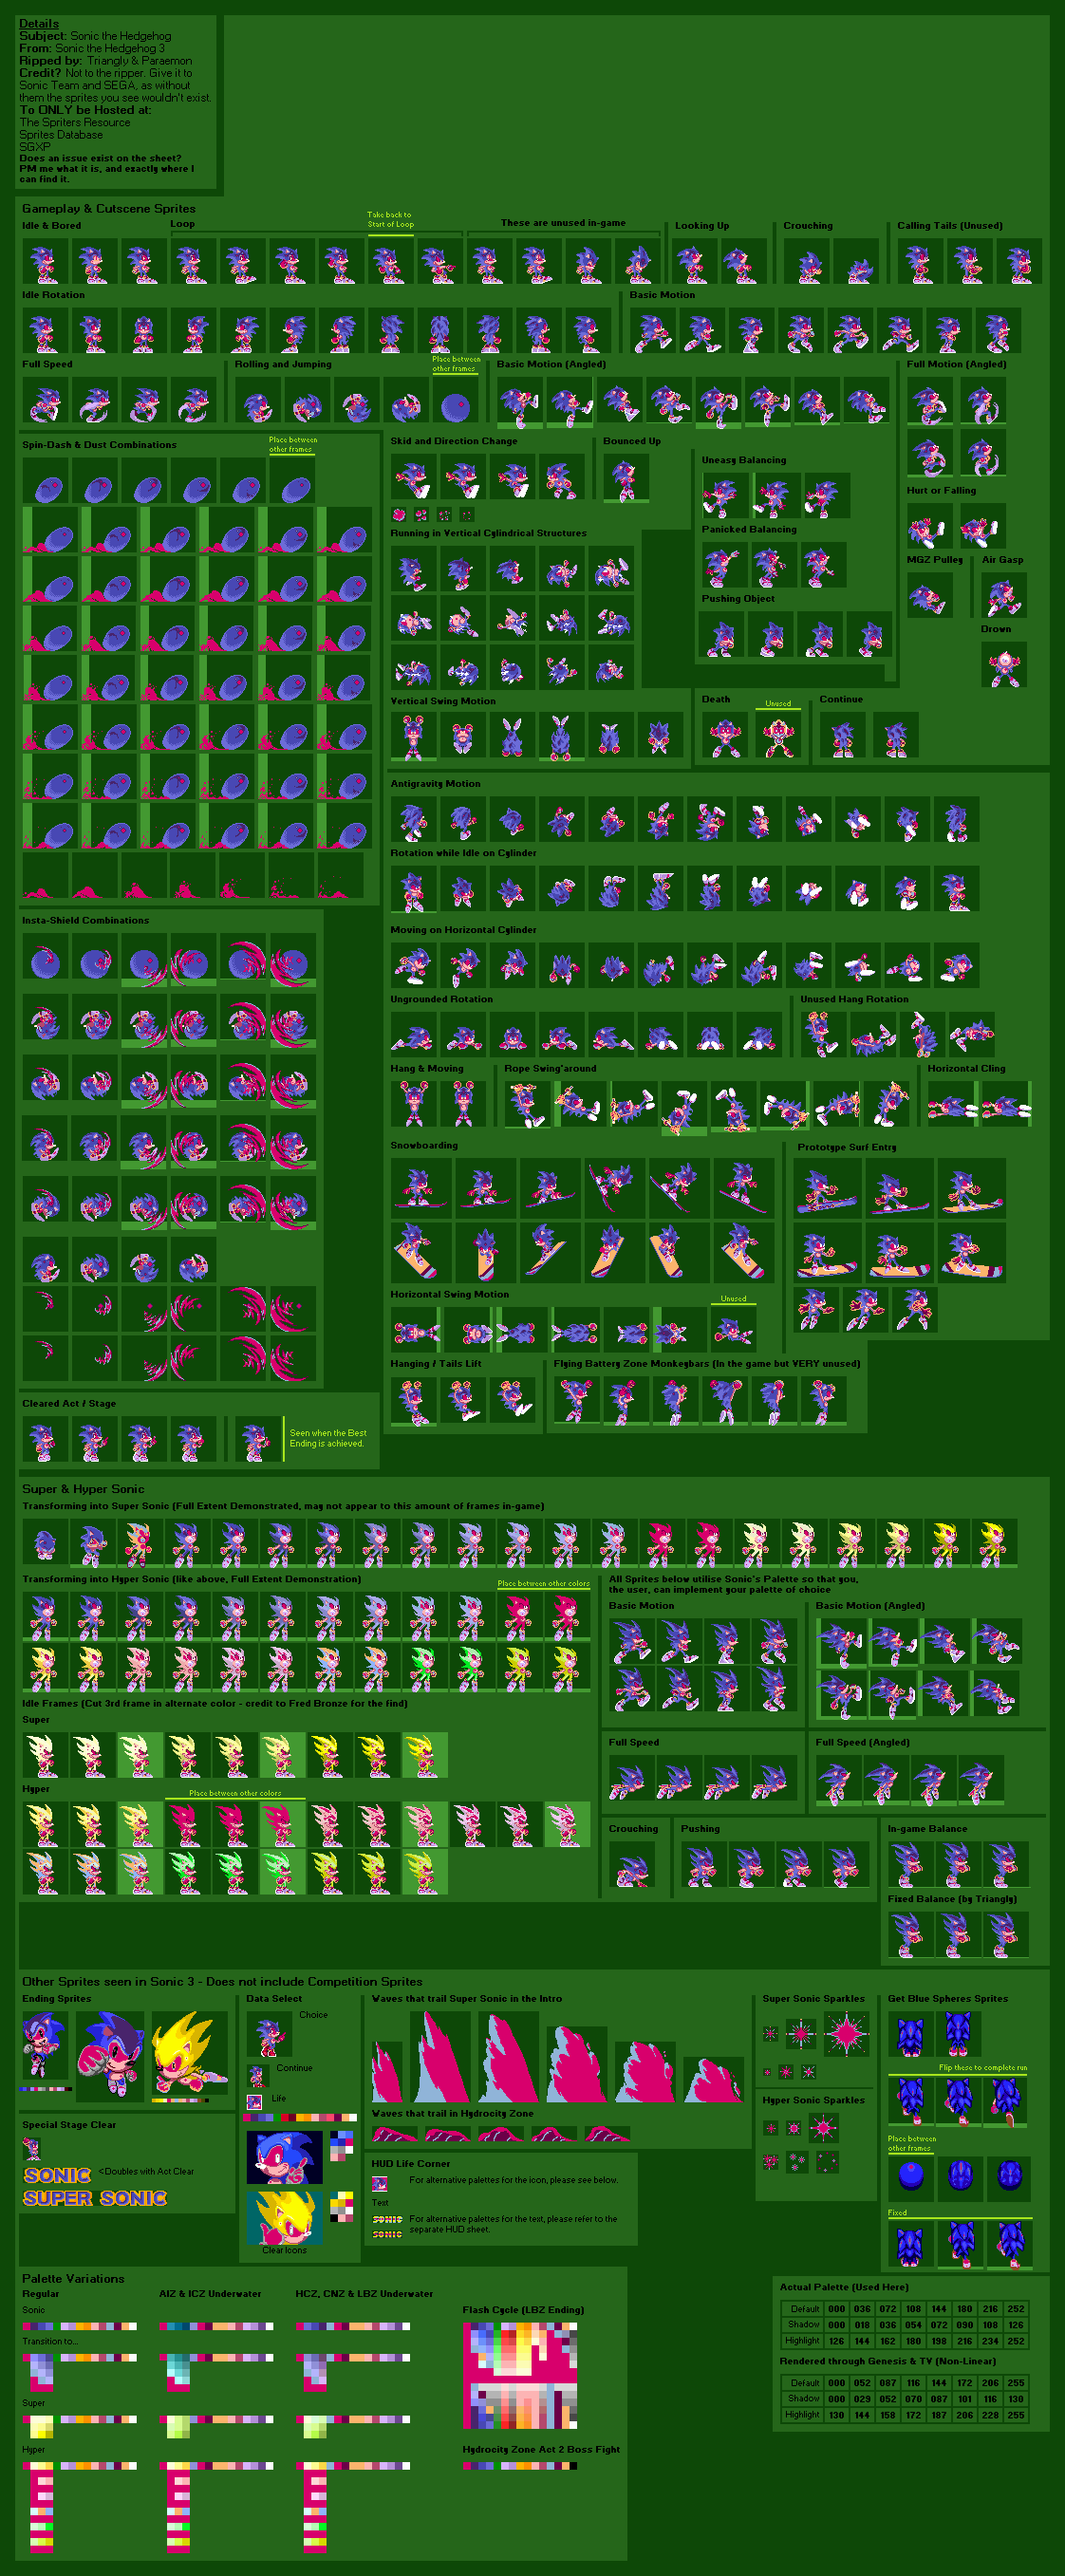 Details
Subject: Sonic the Hedgehog
From: Sonic the Hedgehog 3
Ripped by: Triangly & Paraemon
Credit? Not to the ripper. Give it to
Sonic Team and SEGA, as without
them the sprites you see wouldn't exist.
To ONLY be Hosted at:
The Spriters Resource
Sprites Database
SGXP
Does an issue exist on the sheet?
PM me what it is, and exactly where I
can find it.
Gameplay & Cutscene Sprites
Idle & Bored
Loop
Take back to
Start of Loop
These are unused in-game
Looking Up
Crouching
Calling Tails (Unused)
Idle Rotation
Basic Motion
Full Speed
Rolling and Jumping
Place between
other frames
Basic Motion (Angled)
Full Motion (Angled)
Spin-Dash & Dust Combinations
Place between
other frames
Skid and Direction Change
Bounced Up
Uneasy Balancing
Hurt or Falling
Running in Vertical Cylindrical Structures
Panicked Balancing
MGZ Pulley
Air Gasp
Pushing Object
Drown
Vertical Swing Motion
Death
Unused
Continue
Antigravity Motion
Rotation while Idle on Cylinder
Insta-Shield Combinations
Moving on Horizontal Cylinder
Ungrounded Rotation
Unused Hang Rotation
Hang & Moving
Rope Swing'around
Horizontal Cling
Snowboarding
Prototype Surf Entry
Horizontal Swing Motion
Unused
Hanging / Tails Lift
Flying Battery Zone Monkeybars (In the game but VERY unused)
Cleared Act / Stage
Seen when the Best
Ending is achieved.
Super & Hyper Sonic
Transforming into Super Sonic (Full Extent Demonstrated, may not appear to this amount of frames in-game)
Transforming into Hyper Sonic (like above, Full Extent Demonstration)
Place between other colors
All Sprites below utilise Sonic's Palette so that you,
the user, can implement your palette of choice
Basic Motion
Basic Motion (Angled)
Idle Frames (Cut 3rd frame in alternate color - credit to Fred Bronze for the find)
Super
Full Speed
Full Speed (Angled)
Hyper
Place between other colors
Crouching
Pushing
In-game Balance
Fixed Balance (by Triangly)
Other Sprites seen in Sonic 3 - Does not include Competition Sprites
Ending Sprites
Data Select
Choice
Continue
Life
Waves that trail Super Sonic in the Intro
Super Sonic Sparkles
Get Blue Spheres Sprites
Flip these to complete run
Hyper Sonic Sparkles
Waves that trail in Hydrocity Zone
Special Stage Clear
<Doubles with Act Clear
SONIC
SUPER SONIC
Place between
other frames
HUD Life Corner
For alternative palettes for the icon, please see below.
Text
For alternative palettes for the text, please refer to the
separate HUD sheet.
Fixed
Clear Icons
Palette Variations
Regular
AIZ & ICZ Underwater
HCZ, CNZ & LBZ Underwater
Sonic
Flash Cycle (LBZ Ending)
Transition to...
Super
Hyper
Hydrocity Zone Act 2 Boss Fight
Actual Palette (Used Here)
Default 000 036 072 108 144 180 216 252
Shadow 000 018 036 054 072 090 108 126
Highlight 126 144 162 180 198 216 234 252
Rendered through Genesis & TV (Non-Linear)
Default 000 052 087 116 144 172 206 255
Shadow 000 029 052 070 087 101 116 130
Highlight 130 144 158 172 187 206 228 255